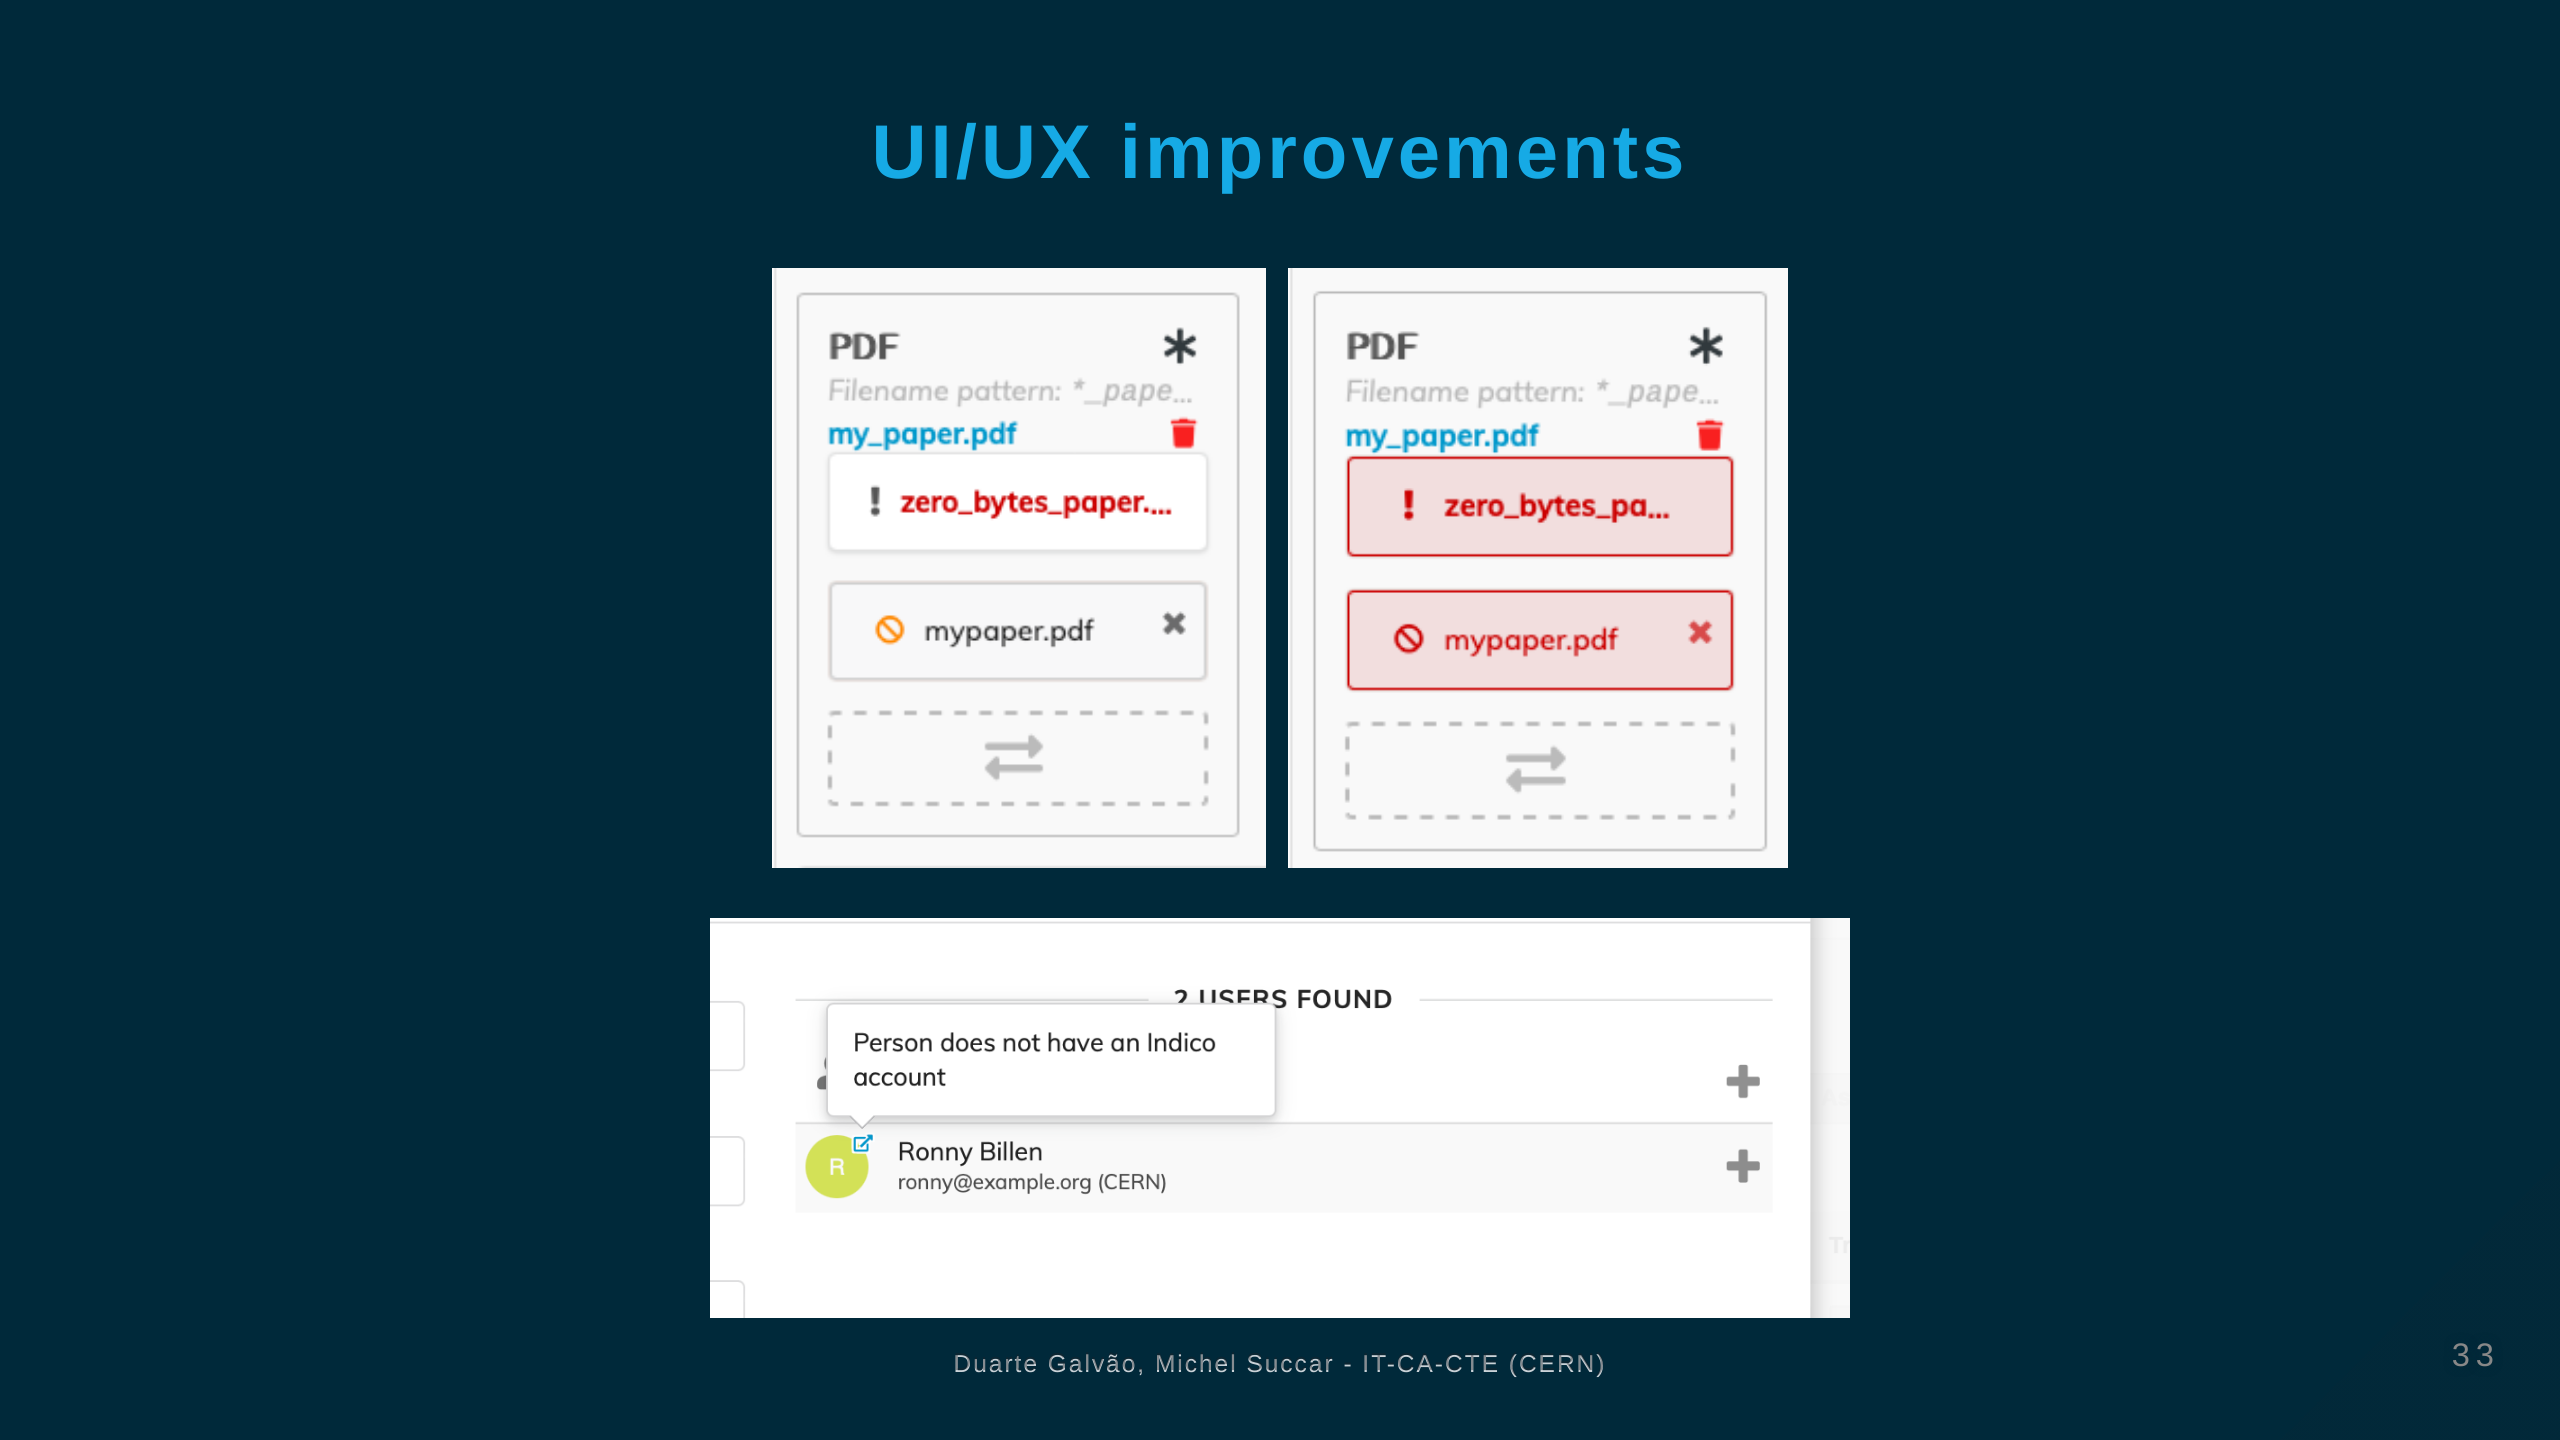 UI/UX improvements
PDF
Filename pattern: *_pape...
my_paper.pdf
zero_bytes_paper....
mypaper.pdf
PDF
Filename pattern: *_pape...
my_paper.pdf
zero_bytes_pa...
mypaper.pdf
2 USERS FOUND
Person does not have an Indico
account
R
Ronny Billen
ronny@example.org (CERN)
Tr
Duarte Galvão, Michel Succar - IT-CA-CTE (CERN)
33